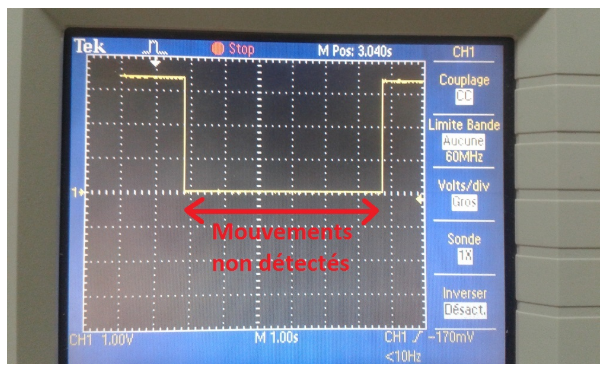 Tek
Stop
M Pos: 3.040s
CH1
Couplage
CC
Limite Bande
Aucune
60MHz
Volts/div
Gros
Sonde
1X
Inverser
Désact.
1
Mouvements
non détectés
CH1 1.00V
M 1.00s
CH1
-170mV
<10Hz